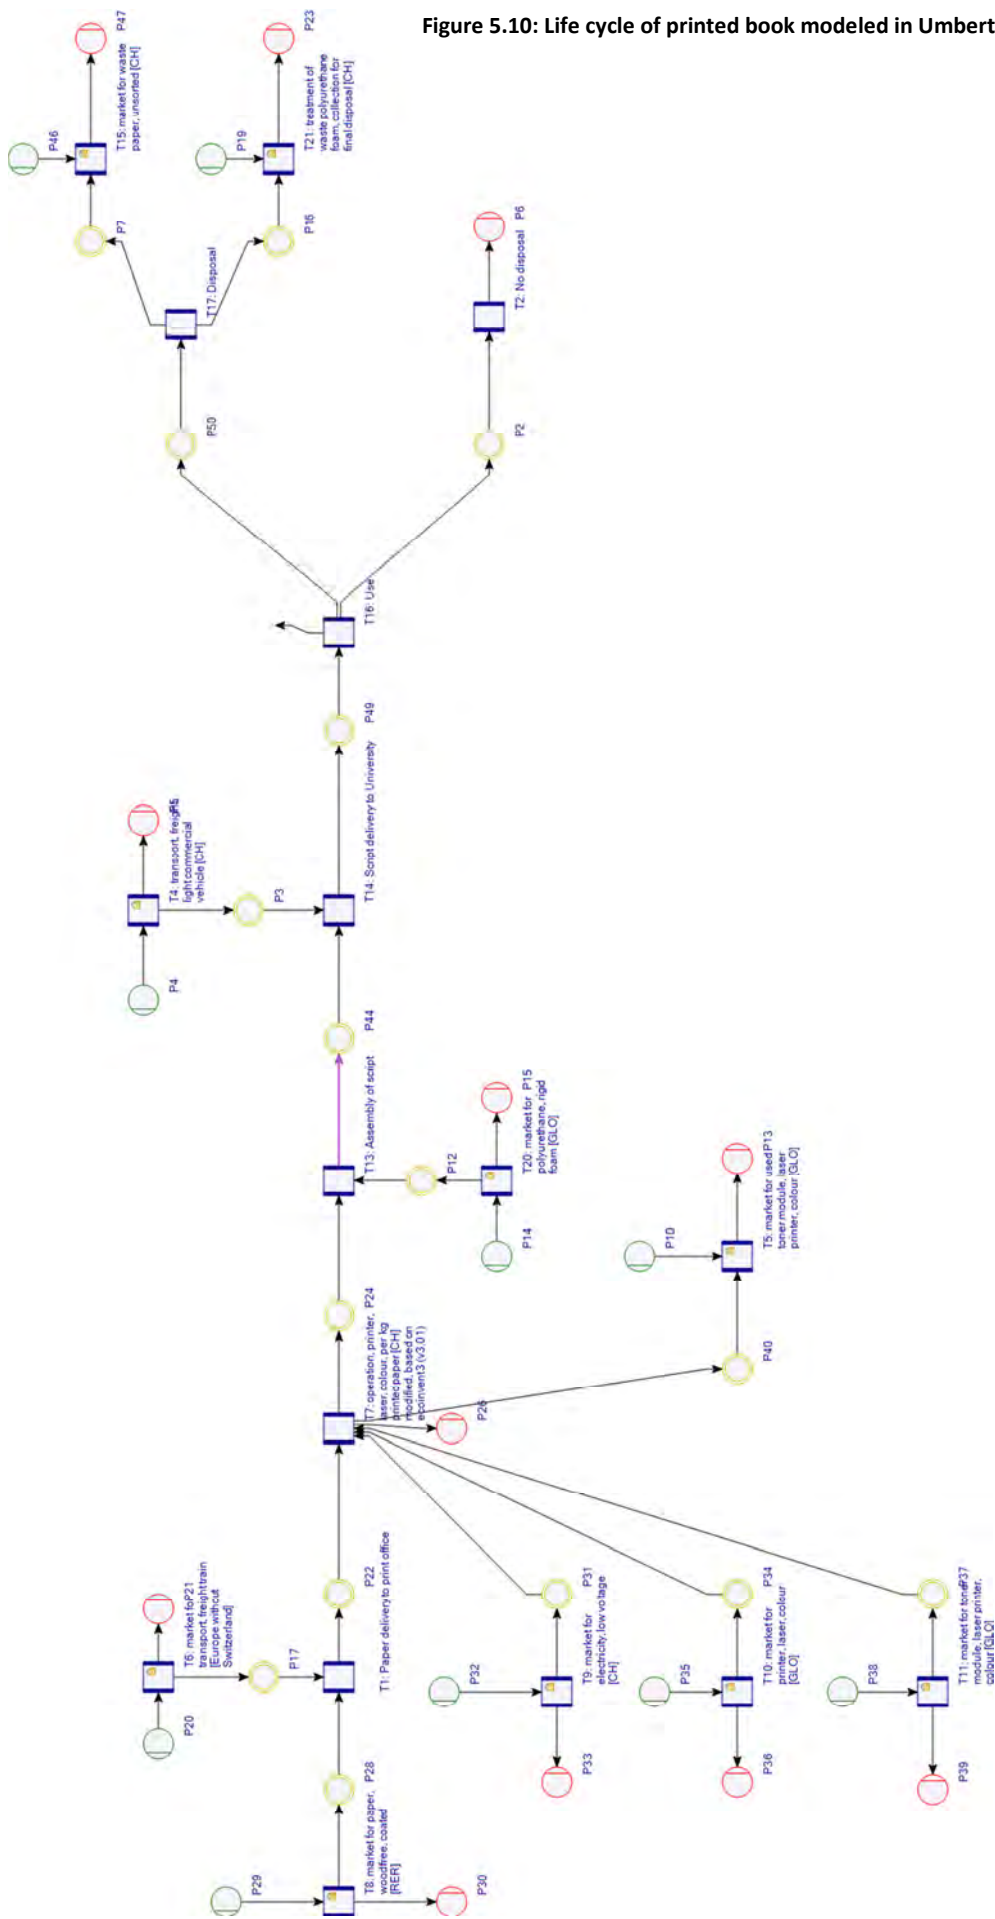 Figure 5.10: Life cycle of printed book modeled in Umbert
P47
T15: market for waste
paper, unsorted [CH]
P46
P7
P23
T21: treatment of
waste polyurethane
foam, collection for
final disposal [CH]
P19
P16
T17: Disposal
P6
T2: No disposal
P50
P2
T16: Use
P49
P5
T4: transport, freight,
light commercial
vehicle [CH]
P3
P4
T14: Script delivery to University
P44
T13: Assembly of script
P12
P15
T20: market for
polyurethane, rigid
foam [GLO]
P14
P13
T5: market for used
toner module, laser
printer, colour [GLO]
P10
P40
P24
T7: operation, printer,
laser, colour, per kg
printed paper [CH]
modified, based on
ecoinvent 3 (v3.01)
P26
P22
P21
T6: market fo
transport, freight train
[Europe without
Switzerland]
P17
P20
T1: Paper delivery to print office
P31
T9: market for
electricity, low voltage
[CH]
P32
P33
P34
T10: market for
printer, laser, colour
[GLO]
P35
P36
P37
T11: market for toner
module, laser printer,
colour [GLO]
P38
P39
P28
T8: market for paper,
woodfree, coated
[RER]
P29
P30